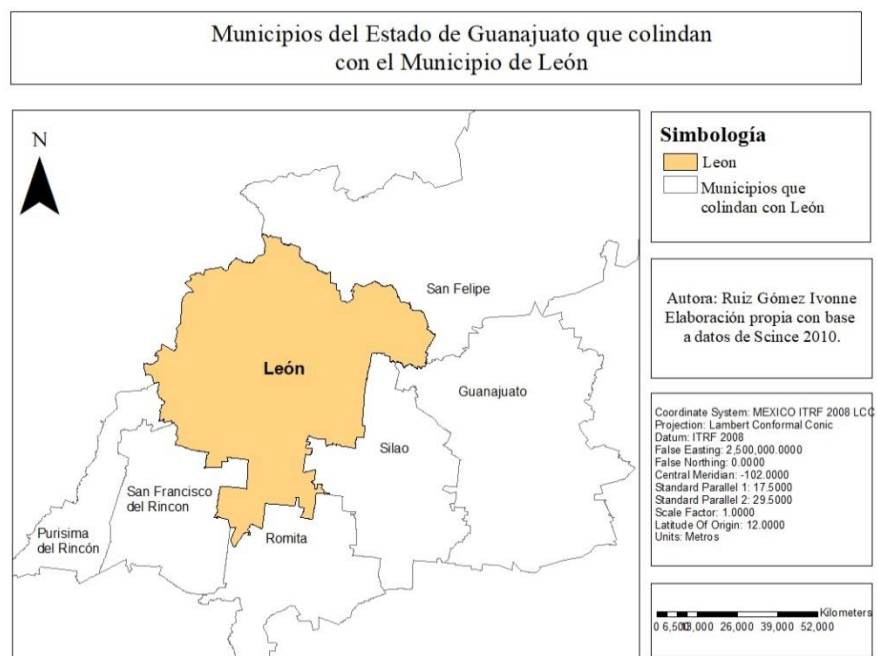 Municipios del Estado de Guanajuato que colindan
con el Municipio de León
N
San Felipe
León
Guanajuato
Silao
San Francisco
del Rincon
Purisima
del Rincón
Romita
Simbología
Leon
Municipios que
colindan con León
Autora: Ruiz Gómez Ivonne
Elaboración propia con base
a datos de Scince 2010.
Coordinate System: MEXICO ITRF 2008 LCC
Projection: Lambert Conformal Conic
Datum: ITRF 2008
False Easting: 2,500,000.0000
False Northing: 0.0000
Central Meridian: -102.0000
Standard Parallel 1: 17.5000
Standard Parallel 2: 29.5000
Scale Factor: 1.0000
Latitude Of Origin: 12.0000
Units: Metros
Kilometers
0 26,000 39,000 52,000